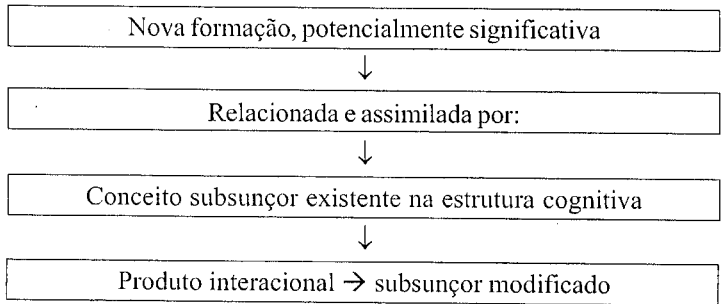 Nova formação, potencialmente significativa
↓
Relacionada e assimilada por:
↓
Conceito subsunçor existente na estrutura cognitiva
↓
Produto interacional → subsunçor modificado